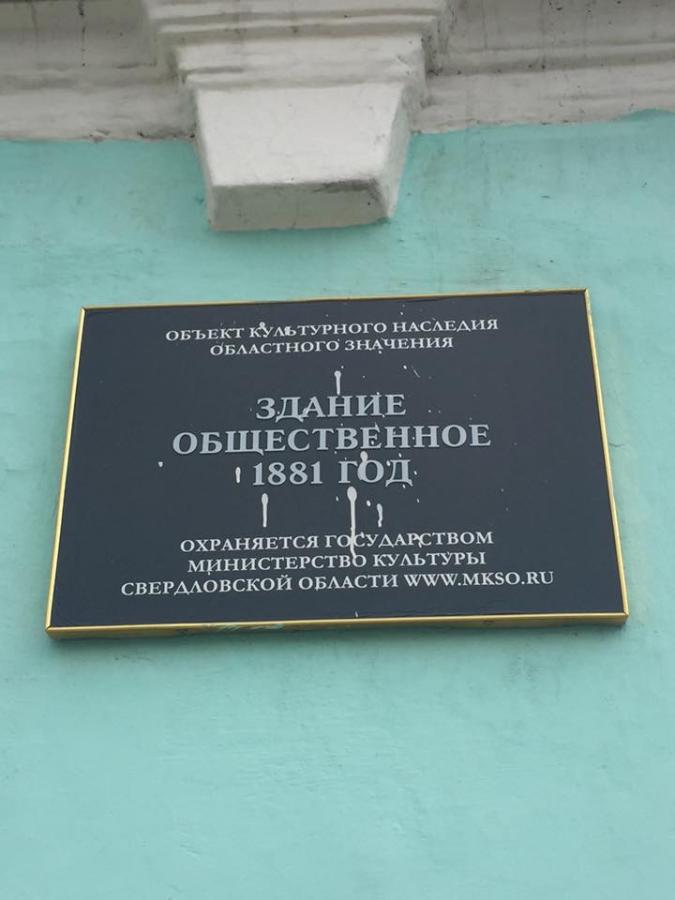 ОБЪЕКТ КУЛЬТУРНОГО НАСЛЕДИЯ
ОБЛАСТНОГО ЗНАЧЕНИЯ
ЗДАНИЕ
ОБЩЕСТВЕННОЕ
1881 ГОД
ОХРАНЯЕТСЯ ГОСУДАРСТВОМ
МИНИСТЕРСТВО КУЛЬТУРЫ
СВЕРДЛОВСКОЙ ОБЛАСТИ WWW.MKSO.RU